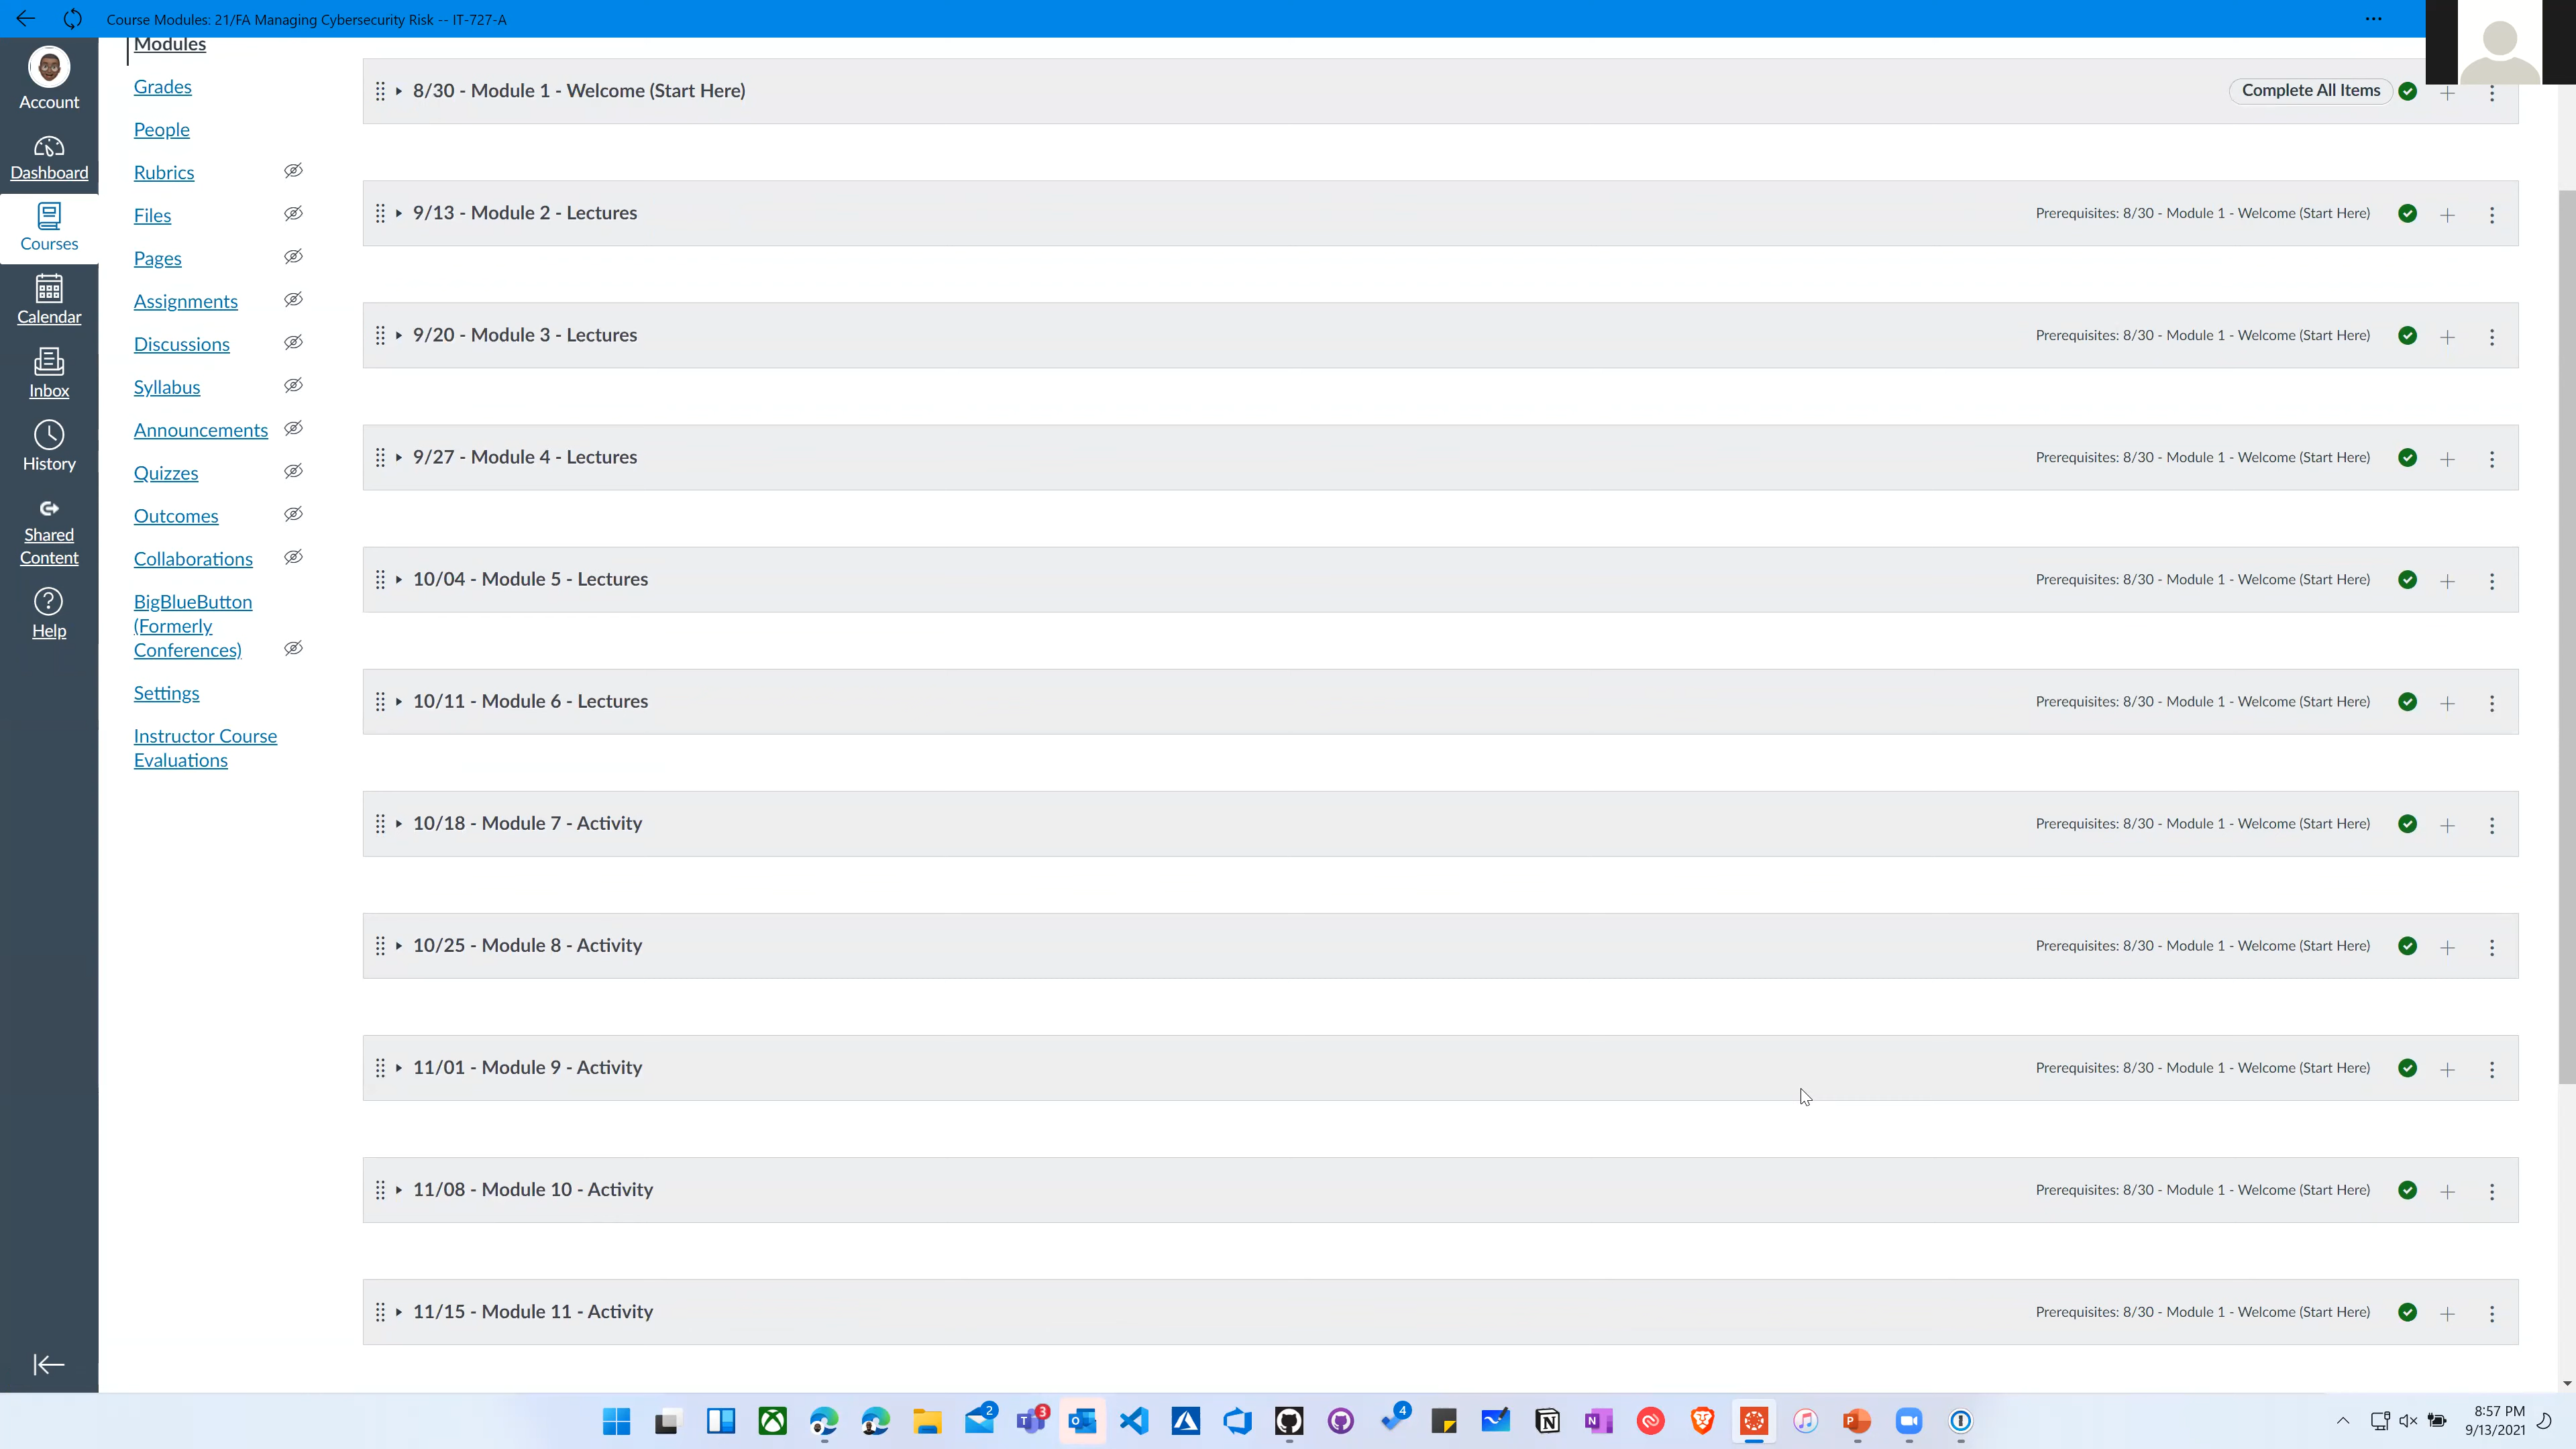 Course Modules: 21/FA Managing Cybersecurity Risk -- IT-727-A
Account
Dashboard
Courses
Calendar
Inbox
History
Shared
Content
Help
Modules
Grades
People
Rubrics
Files
Pages
Assignments
Discussions
Syllabus
Announcements
Quizzes
Outcomes
Collaborations
BigBlueButton
(Formerly
Conferences)
Settings
Instructor Course
Evaluations
8/30 - Module 1 - Welcome (Start Here)
Complete All Items
9/13 - Module 2 - Lectures
Prerequisites: 8/30 - Module 1 - Welcome (Start Here)
9/20 - Module 3 - Lectures
Prerequisites: 8/30 - Module 1 - Welcome (Start Here)
9/27 - Module 4 - Lectures
Prerequisites: 8/30 - Module 1 - Welcome (Start Here)
10/04 - Module 5 - Lectures
Prerequisites: 8/30 - Module 1 - Welcome (Start Here)
10/11 - Module 6 - Lectures
Prerequisites: 8/30 - Module 1 - Welcome (Start Here)
10/18 - Module 7 - Activity
Prerequisites: 8/30 - Module 1 - Welcome (Start Here)
10/25 - Module 8 - Activity
Prerequisites: 8/30 - Module 1 - Welcome (Start Here)
11/01 - Module 9 - Activity
Prerequisites: 8/30 - Module 1 - Welcome (Start Here)
11/08 - Module 10 - Activity
Prerequisites: 8/30 - Module 1 - Welcome (Start Here)
11/15 - Module 11 - Activity
Prerequisites: 8/30 - Module 1 - Welcome (Start Here)
2
3
4
8:57 PM
9/13/2021